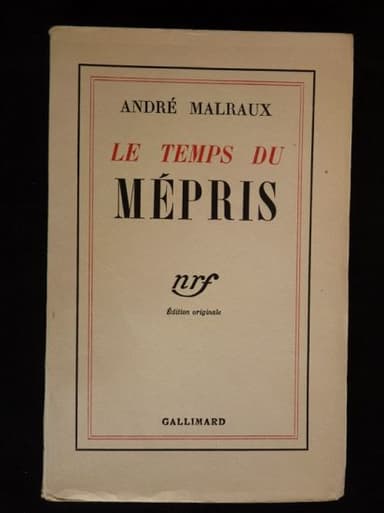 ANDRÉ MALRAUX
LE TEMPS DU
MÉPRIS
nrf
Édition originale
GALLIMARD